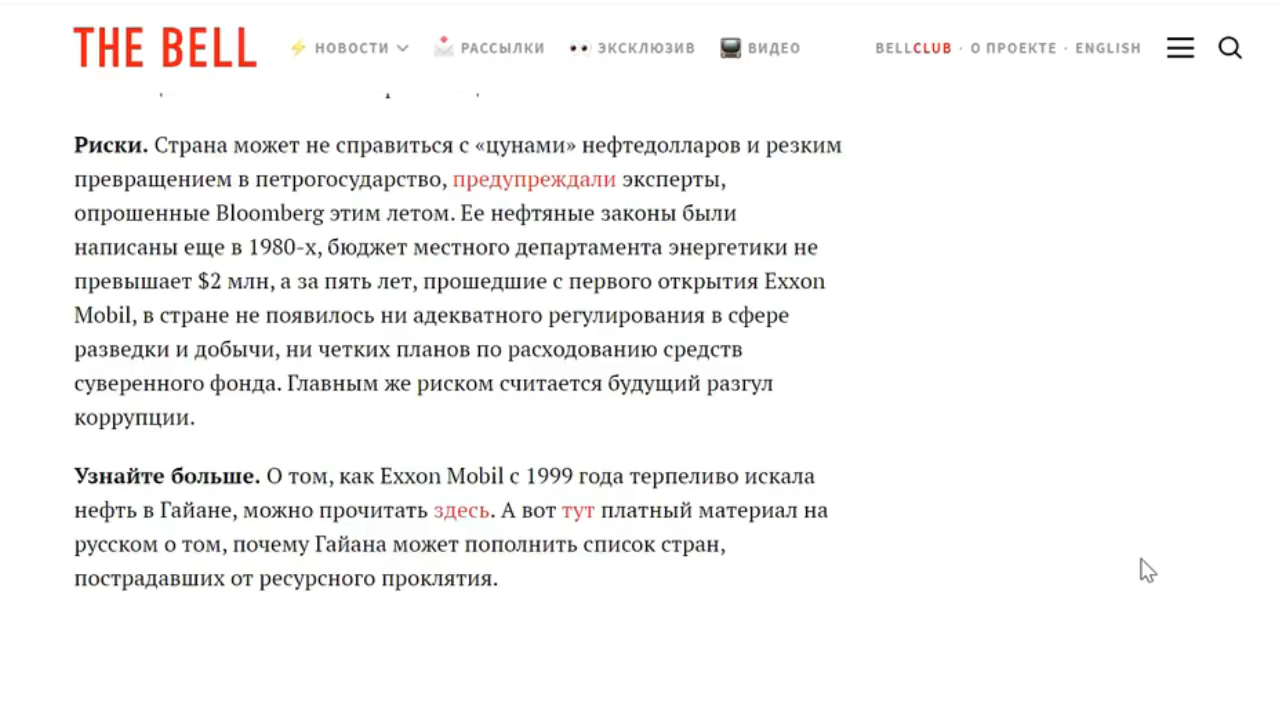 THE BELL
НОВОСТИ
РАССЫЛКИ
ЭКСКЛЮЗИВ
ВИДЕО
BELLCLUB · О ПРОЕКТЕ · ENGLISH
Риски. Страна может не справиться с «цунами» нефтедолларов и резким
превращением в петрогосударство, предупреждали эксперты,
опрошенные Bloomberg этим летом. Ее нефтяные законы были
написаны еще в 1980-х, бюджет местного департамента энергетики не
превышает $2 млн, а за пять лет, прошедшие с первого открытия Exxon
Mobil, в стране не появилось ни адекватного регулирования в сфере
разведки и добычи, ни четких планов по расходованию средств
суверенного фонда. Главным же риском считается будущий разгул
коррупции.
Узнайте больше. О том, как Exxon Mobil с 1999 года терпеливо искала
нефть в Гайане, можно прочитать здесь. А вот тут платный материал на
русском о том, почему Гайана может пополнить список стран,
пострадавших от ресурсного проклятия.